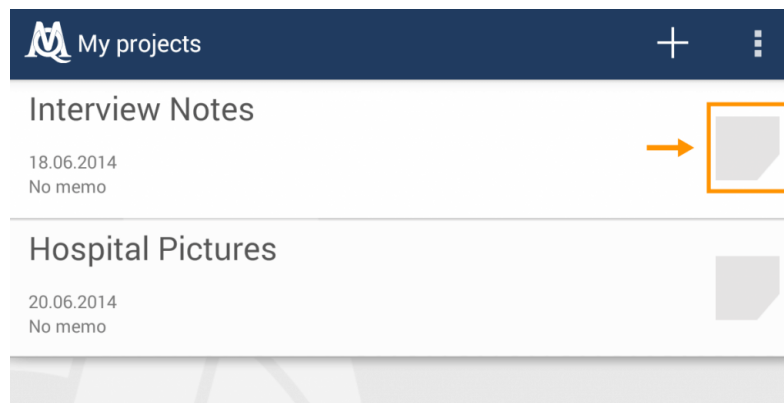 My projects
Interview Notes
18.06.2014
No memo
Hospital Pictures
20.06.2014
No memo